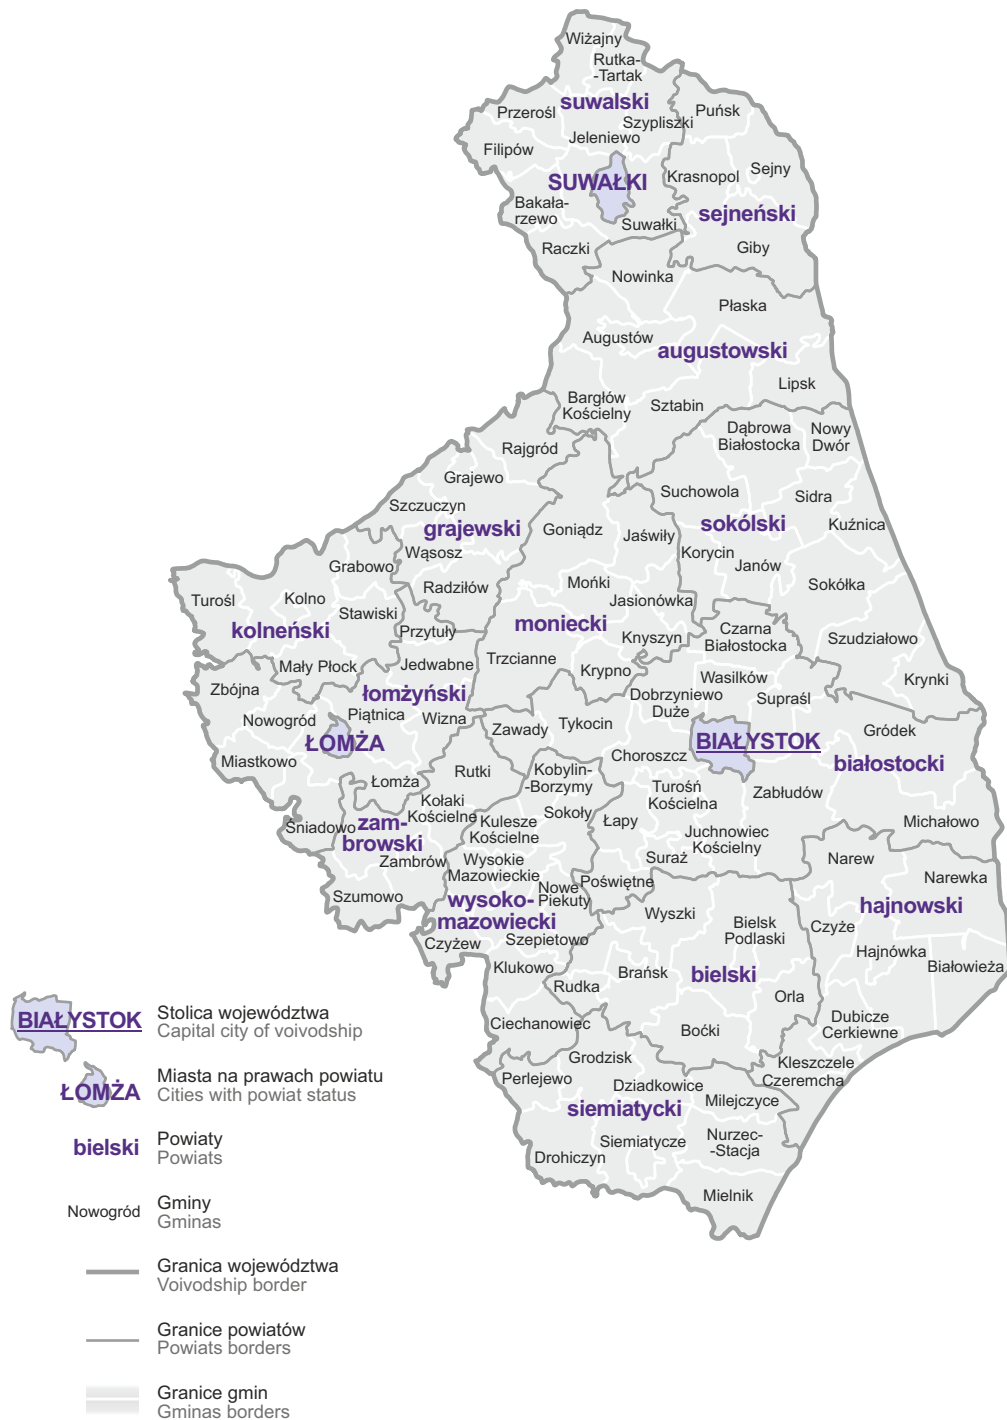 Wiżajny
Rutka-
-Tartak
suwalski
Przerośl
Szypliszki
Puńsk
Jeleniewo
Filipów
SUWAŁKI
Krasnopol
Sejny
Bakała-
rzewo
sejneński
Suwałki
Raczki
Giby
Nowinka
Płaska
Augustów
augustowski
Lipsk
Bargłów
Kościelny
Sztabin
Dąbrowa
Białostocka
Nowy
Dwór
Rajgród
Grajewo
Suchowola
Sidra
Szczuczyn
grajewski
Goniądz
Jaświły
sokólski
Kuźnica
Wąsosz
Korycin
Janów
Grabowo
Radziłów
Mońki
Sokółka
Turośl
Kolno
Stawiski
Jasionówka
kolneński
Przytuły
moniecki
Knyszyn
Czarna
Białostocka
Szudziałowo
Mały Płock
Jedwabne
Trzcianne
Krypno
Wasilków
Krynki
Zbójna
łomżyński
Dobrzyniewo
Duże
Supraśl
Nowogród
Piątnica
Wizna
Zawady
Tykocin
Gródek
ŁOMŻA
BIAŁYSTOK
Miastkowo
Choroszcz
białostocki
Łomża
Rutki
Kobylin-
-Borzymy
Turośń
Kościelna
Zabłudów
Kołaki
Kościelne
Sokoły
Śniadowo
zam-
browski
Kulesze
Kościelne
Łapy
Michałowo
Juchnowiec
Kościelny
Zambrów
Wysokie
Mazowieckie
Suraż
Narew
Szumowo
Nowe
Piekuty
Poświętne
Narewka
wysoko-
mazowiecki
Wyszki
Bielsk
Podlaski
hajnowski
Czyże
Czyżew
Szepietowo
Hajnówka
Klukowo
Brańsk
bielski
Białowieża
Rudka
Orla
Ciechanowiec
Boćki
Dubicze
Cerkiewne
Grodzisk
Kleszczele
Perlejewo
Dziadkowice
Czeremcha
siemiatycki
Milejczyce
Siemiatycze
Nurzec-
-Stacja
Drohiczyn
Mielnik
BIAŁYSTOK
Stolica województwa
Capital city of voivodship
ŁOMŻA
Miasta na prawach powiatu
Cities with powiat status
bielski
Powiaty
Powiats
Nowogród
Gminy
Gminas
Granica województwa
Voivodship border
Granice powiatów
Powiats borders
Granice gmin
Gminas borders